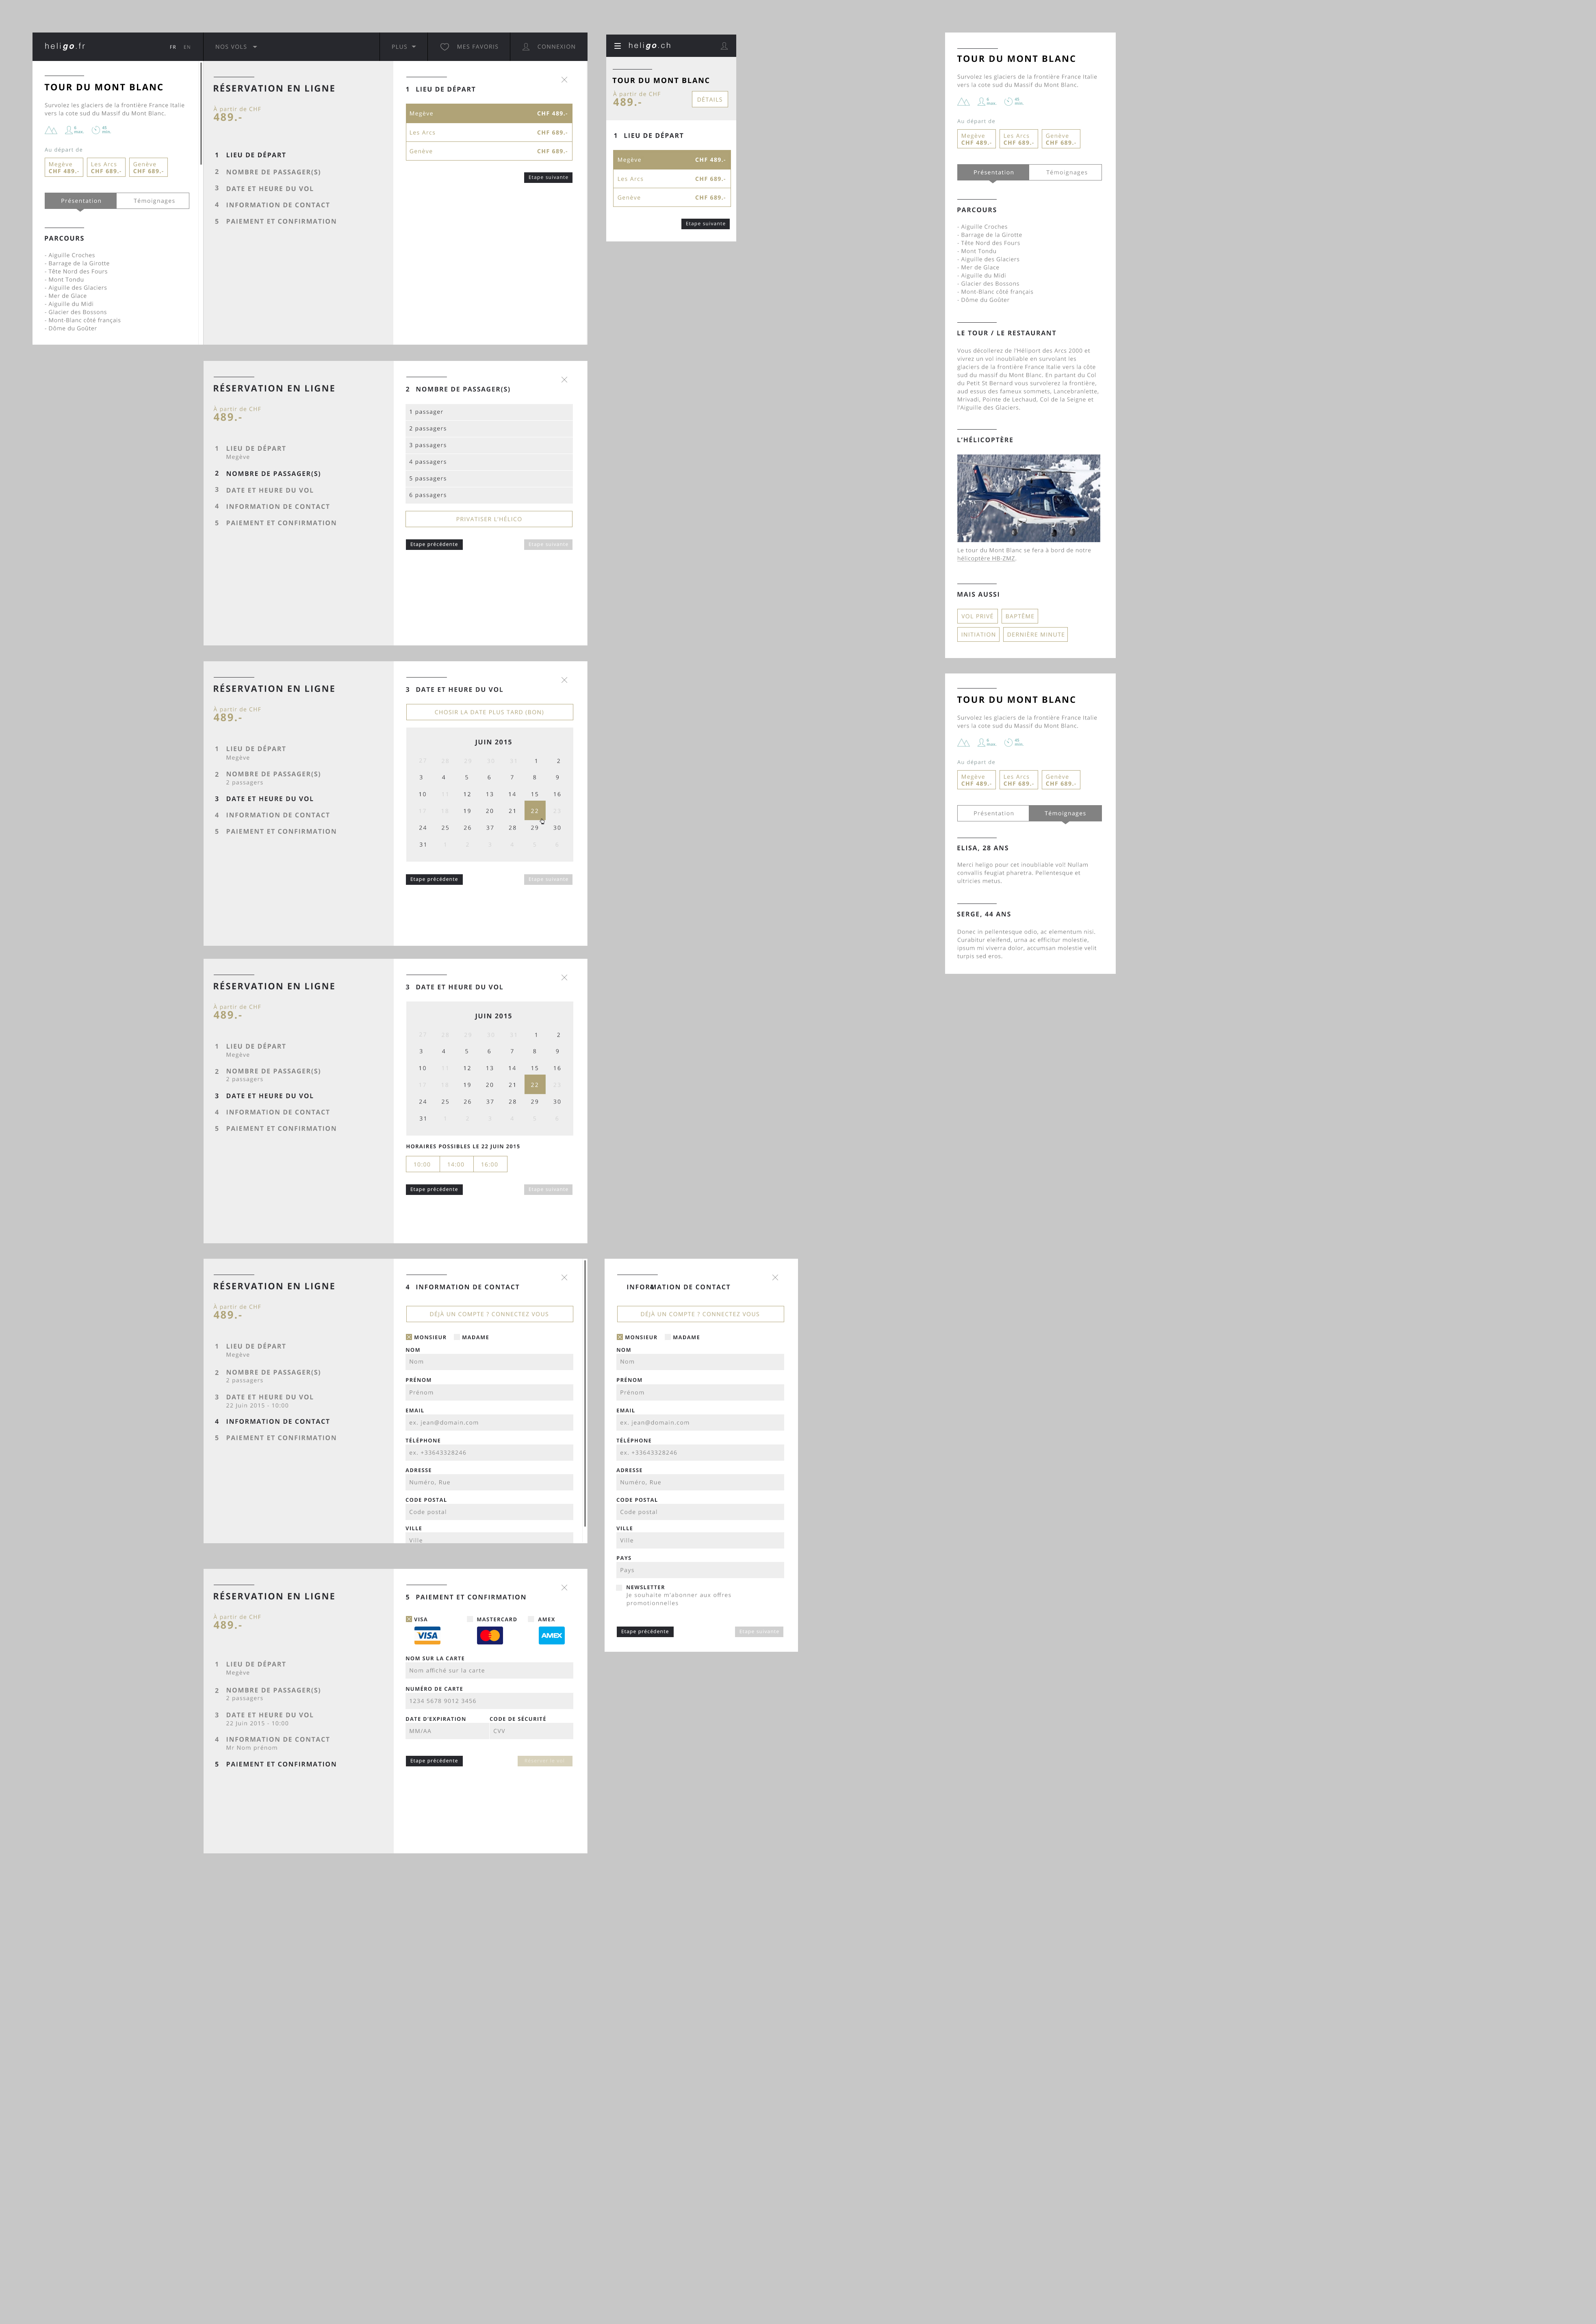 heligo.fr
FR EN
NOS VOLS
PLUS
MES FAVORIS
CONNEXION
TOUR DU MONT BLANC
Survolez les glaciers de la frontière France Italie
vers la cote sud du Massif du Mont Blanc.
6
max.
45
min.
Au départ de
Megève
CHF 489.-
Les Arcs
CHF 689.-
Genève
CHF 689.-
Présentation
Témoignages
PARCOURS
- Aiguille Croches
- Barrage de la Girotte
- Tête Nord des Fours
- Mont Tondu
- Aiguille des Glaciers
- Mer de Glace
- Aiguille du Midi
- Glacier des Bossons
- Mont-Blanc côté français
- Dôme du Goûter
RÉSERVATION EN LIGNE
À partir de CHF
489.-
1 LIEU DE DÉPART
2 NOMBRE DE PASSAGER(S)
3 DATE ET HEURE DU VOL
4 INFORMATION DE CONTACT
5 PAIEMENT ET CONFIRMATION
1 LIEU DE DÉPART
Megève CHF 489.-
Les Arcs CHF 689.-
Genève CHF 689.-
Etape suivante
heligo.ch
TOUR DU MONT BLANC
À partir de CHF
489.-
DÉTAILS
1 LIEU DE DÉPART
Megève CHF 489.-
Les Arcs CHF 689.-
Genève CHF 689.-
Etape suivante
TOUR DU MONT BLANC
Survolez les glaciers de la frontière France Italie
vers la cote sud du Massif du Mont Blanc.
6
max.
45
min.
Au départ de
Megève
CHF 489.-
Les Arcs
CHF 689.-
Genève
CHF 689.-
Présentation
Témoignages
PARCOURS
- Aiguille Croches
- Barrage de la Girotte
- Tête Nord des Fours
- Mont Tondu
- Aiguille des Glaciers
- Mer de Glace
- Aiguille du Midi
- Glacier des Bossons
- Mont-Blanc côté français
- Dôme du Goûter
LE TOUR / LE RESTAURANT
Vous décollerez de l'Héliport des Arcs 2000 et
vivrez un vol inoubliable en survolant les
glaciers de la frontière France Italie vers la côte
sud du massif du Mont Blanc. En partant du Col
du Petit St Bernard vous survolerez la frontière,
aud essus des fameux sommets, Lancebranlette,
Mrivadi, Pointe de Lechaud, Col de la Seigne et
l'Aiguille des Glaciers.
L'HÉLICOPTÈRE
Le tour du Mont Blanc se fera à bord de notre
hélicoptère HB-ZMZ.
MAIS AUSSI
VOL PRIVÉ
BAPTÊME
INITIATION
DERNIÈRE MINUTE
RÉSERVATION EN LIGNE
À partir de CHF
489.-
1 LIEU DE DÉPART
Megève
2 NOMBRE DE PASSAGER(S)
3 DATE ET HEURE DU VOL
4 INFORMATION DE CONTACT
5 PAIEMENT ET CONFIRMATION
2 NOMBRE DE PASSAGER(S)
1 passager
2 passagers
3 passagers
4 passagers
5 passagers
6 passagers
PRIVATISER L'HÉLICO
Etape précédente
Etape suivante
RÉSERVATION EN LIGNE
À partir de CHF
489.-
1 LIEU DE DÉPART
Megève
2 NOMBRE DE PASSAGER(S)
2 passagers
3 DATE ET HEURE DU VOL
4 INFORMATION DE CONTACT
5 PAIEMENT ET CONFIRMATION
3 DATE ET HEURE DU VOL
CHOSIR LA DATE PLUS TARD (BON)
JUIN 2015
27 28 29 30 31 1 2
3 4 5 6 7 8 9
10 11 12 13 14 15 16
17 18 19 20 21 22 23
24 25 26 37 28 29 30
31 1 2 3 4 5 6
Etape précédente
Etape suivante
TOUR DU MONT BLANC
Survolez les glaciers de la frontière France Italie
vers la cote sud du Massif du Mont Blanc.
6
max.
45
min.
Au départ de
Megève
CHF 489.-
Les Arcs
CHF 689.-
Genève
CHF 689.-
Présentation
Témoignages
ELISA, 28 ANS
Merci heligo pour cet inoubliable vol! Nullam
convallis feugiat pharetra. Pellentesque et
ultricies metus.
SERGE, 44 ANS
Donec in pellentesque odio, ac elementum nisi.
Curabitur eleifend, urna ac efficitur molestie,
ipsum mi viverra dolor, accumsan molestie velit
turpis sed eros.
RÉSERVATION EN LIGNE
À partir de CHF
489.-
1 LIEU DE DÉPART
Megève
2 NOMBRE DE PASSAGER(S)
2 passagers
3 DATE ET HEURE DU VOL
4 INFORMATION DE CONTACT
5 PAIEMENT ET CONFIRMATION
3 DATE ET HEURE DU VOL
JUIN 2015
27 28 29 30 31 1 2
3 4 5 6 7 8 9
10 11 12 13 14 15 16
17 18 19 20 21 22 23
24 25 26 37 28 29 30
31 1 2 3 4 5 6
HORAIRES POSSIBLES LE 22 JUIN 2015
10:00 14:00 16:00
Etape précédente
Etape suivante
RÉSERVATION EN LIGNE
À partir de CHF
489.-
1 LIEU DE DÉPART
Megève
2 NOMBRE DE PASSAGER(S)
2 passagers
3 DATE ET HEURE DU VOL
22 Juin 2015 - 10:00
4 INFORMATION DE CONTACT
5 PAIEMENT ET CONFIRMATION
4 INFORMATION DE CONTACT
DÉJÀ UN COMPTE ? CONNECTEZ VOUS
MONSIEUR MADAME
NOM
Nom
PRÉNOM
Prénom
EMAIL
ex. jean@domain.com
TÉLÉPHONE
ex. +33643328246
ADRESSE
Numéro, Rue
CODE POSTAL
Code postal
VILLE
Ville
4 INFORMATION DE CONTACT
DÉJÀ UN COMPTE ? CONNECTEZ VOUS
MONSIEUR MADAME
NOM
Nom
PRÉNOM
Prénom
EMAIL
ex. jean@domain.com
TÉLÉPHONE
ex. +33643328246
ADRESSE
Numéro, Rue
CODE POSTAL
Code postal
VILLE
Ville
PAYS
Pays
NEWSLETTER
Je souhaite m'abonner aux offres
promotionnelles
Etape précédente
Etape suivante
RÉSERVATION EN LIGNE
À partir de CHF
489.-
1 LIEU DE DÉPART
Megève
2 NOMBRE DE PASSAGER(S)
2 passagers
3 DATE ET HEURE DU VOL
22 Juin 2015 - 10:00
4 INFORMATION DE CONTACT
Mr Nom prénom
5 PAIEMENT ET CONFIRMATION
5 PAIEMENT ET CONFIRMATION
VISA MASTERCARD AMEX
VISA AMEX
NOM SUR LA CARTE
Nom affiché sur la carte
NUMÉRO DE CARTE
1234 5678 9012 3456
DATE D'EXPIRATION CODE DE SÉCURITÉ
MM/AA CVV
Etape précédente